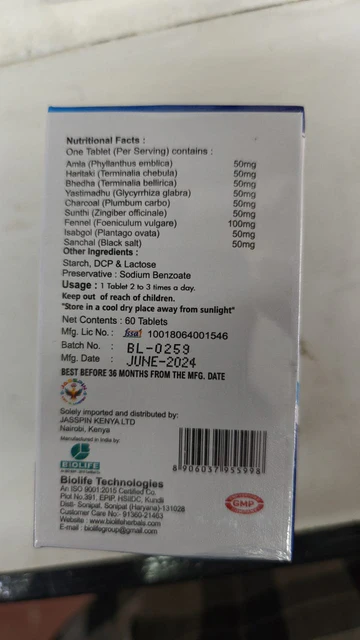 Nutritional Facts :
One Tablet (Per Serving) contains :
Amla (Phyllanthus emblica) 50mg
Haritaki (Terminalia chebula) 50mg
Bhedha (Terminalia bellirica) 50mg
Yastimadhu (Glycyrrhiza glabra) 50mg
Charcoal (Plumbum carbo) 50mg
Sunthi (Zingiber officinale) 50mg
Fennel (Foeniculum vulgare) 100mg
Isabgol (Plantago ovata) 50mg
Sanchal (Black salt) 50mg
Other Ingredients :
Starch, DCP & Lactose
Preservative : Sodium Benzoate
Usage : 1 Tablet 2 to 3 times a day.
Keep out of reach of children.
"Store in a cool dry place away from sunlight"
Net Contents : 60 Tablets
Mfg. Lic No. : fssai 10018064001546
Batch No. : BL-0259
Mfg. Date : JUNE-2024
BEST BEFORE 36 MONTHS FROM THE MFG. DATE
Solely imported and distributed by:
JASSPIN KENYA LTD
Nairobi, Kenya
Manufactured in India by:
BIOLIFE
Biolife Technologies
An ISO 9001:2015 Certified Co.
Plot No.391, EPIP, HSIIDC, Kundli
Distt- Sonipat, Sonipat (Haryana)-131028
Customer Care No:- 91360-21463
Website : www.biolifeherbals.com
E-mail : biolifegroup@gmail.com
8 906037 955998
GMP